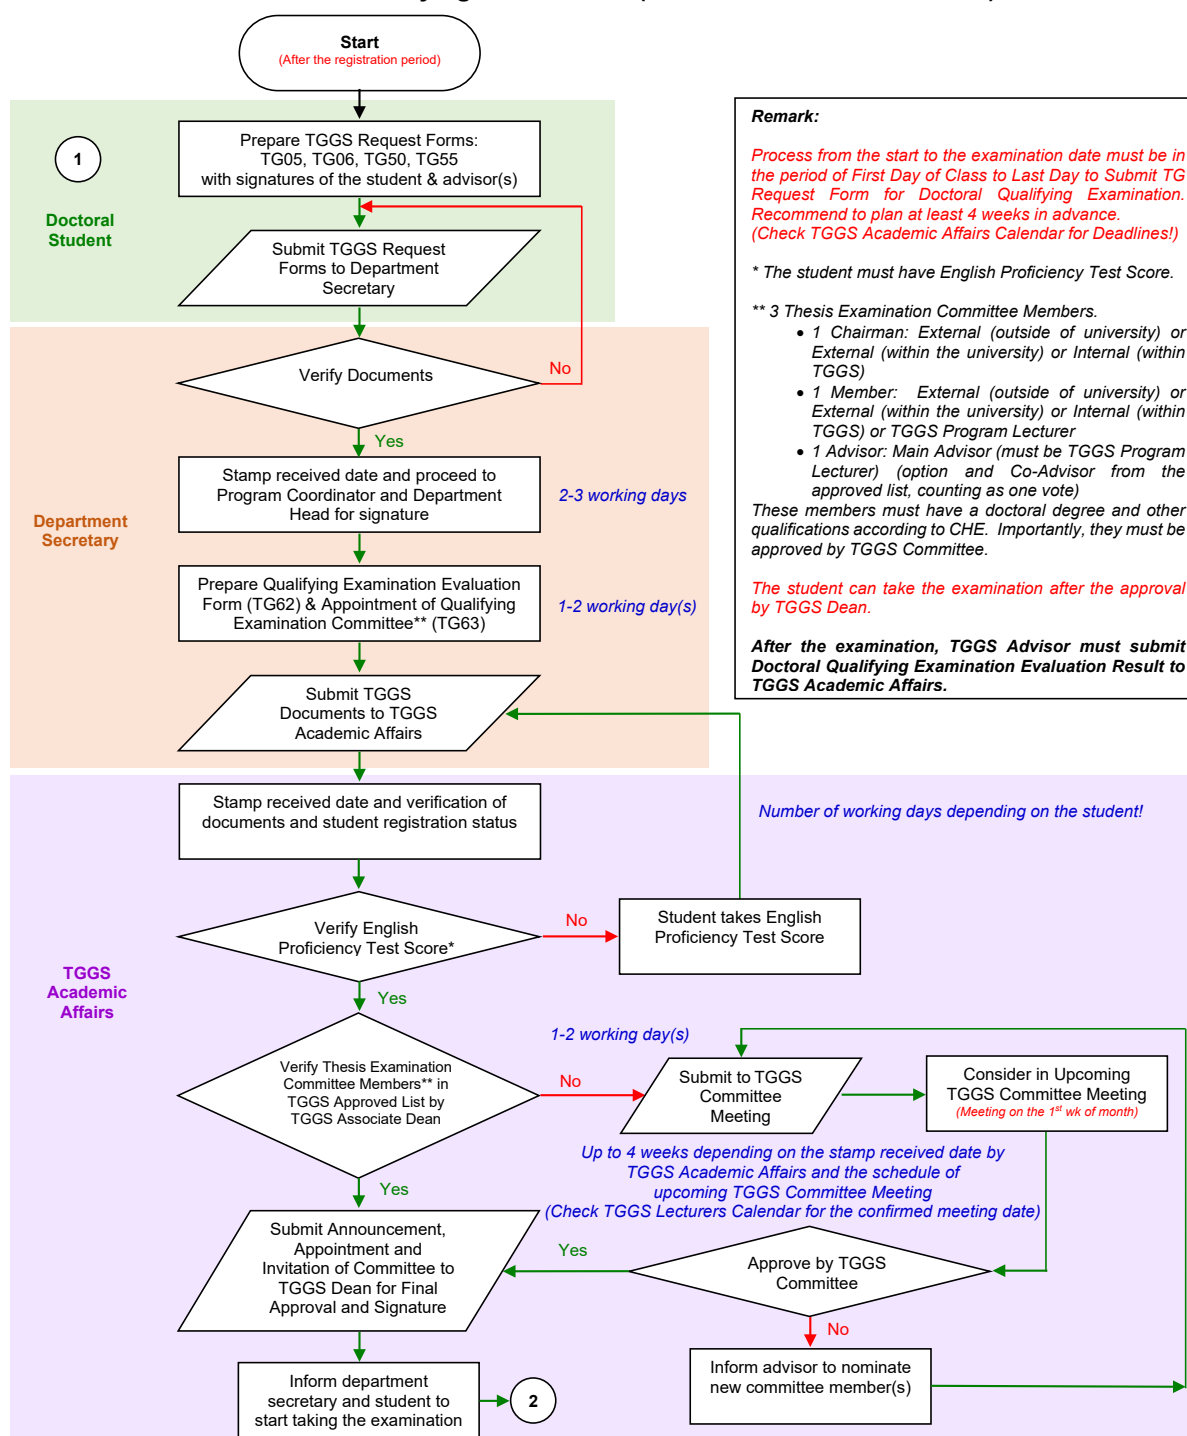 Start
(After the registration period)
1
Doctoral
Student
Prepare TGGS Request Forms:
TG05, TG06, TG50, TG55
with signatures of the student & advisor(s)
Submit TGGS Request
Forms to Department
Secretary
Department
Secretary
Verify Documents
No
Yes
Stamp received date and proceed to
Program Coordinator and Department
Head for signature
2-3 working days
Prepare Qualifying Examination Evaluation
Form (TG62) & Appointment of Qualifying
Examination Committee** (TG63)
1-2 working day(s)
Submit TGGS
Documents to TGGS
Academic Affairs
Remark:
Process from the start to the examination date must be in
the period of First Day of Class to Last Day to Submit TG
Request Form for Doctoral Qualifying Examination.
Recommend to plan at least 4 weeks in advance.
(Check TGGS Academic Affairs Calendar for Deadlines!)
* The student must have English Proficiency Test Score.
** 3 Thesis Examination Committee Members.
• 1 Chairman: External (outside of university) or
External (within the university) or Internal (within
TGGS)
• 1 Member: External (outside of university) or
External (within the university) or Internal (within
TGGS) or TGGS Program Lecturer
• 1 Advisor: Main Advisor (must be TGGS Program
Lecturer) (option and Co-Advisor from the
approved list, counting as one vote)
These members must have a doctoral degree and other
qualifications according to CHE. Importantly, they must be
approved by TGGS Committee.
The student can take the examination after the approval
by TGGS Dean.
After the examination, TGGS Advisor must submit
Doctoral Qualifying Examination Evaluation Result to
TGGS Academic Affairs.
TGGS
Academic
Affairs
Stamp received date and verification of
documents and student registration status
Number of working days depending on the student!
Verify English
Proficiency Test Score*
No
Student takes English
Proficiency Test Score
Yes
1-2 working day(s)
Verify Thesis Examination
Committee Members** in
TGGS Approved List by
TGGS Associate Dean
No
Submit to TGGS
Committee
Meeting
Consider in Upcoming
TGGS Committee Meeting
(Meeting on the 1st wk of month)
Up to 4 weeks depending on the stamp received date by
TGGS Academic Affairs and the schedule of
upcoming TGGS Committee Meeting
(Check TGGS Lecturers Calendar for the confirmed meeting date)
Yes
Submit Announcement,
Appointment and
Invitation of Committee to
TGGS Dean for Final
Approval and Signature
Yes
Approve by TGGS
Committee
No
Inform advisor to nominate
new committee member(s)
Inform department
secretary and student to
start taking the examination
2